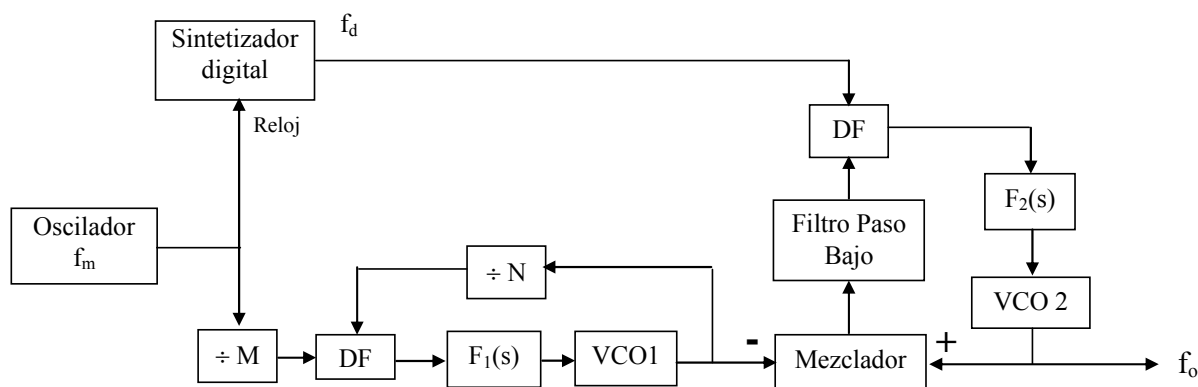 Sintetizador
digital
f_d
Reloj
DF
Oscilador
f_m
F_2(s)
Filtro Paso
Bajo
÷ N
VCO 2
÷ M
DF
F_1(s)
VCO1
-
Mezclador
+
f_o